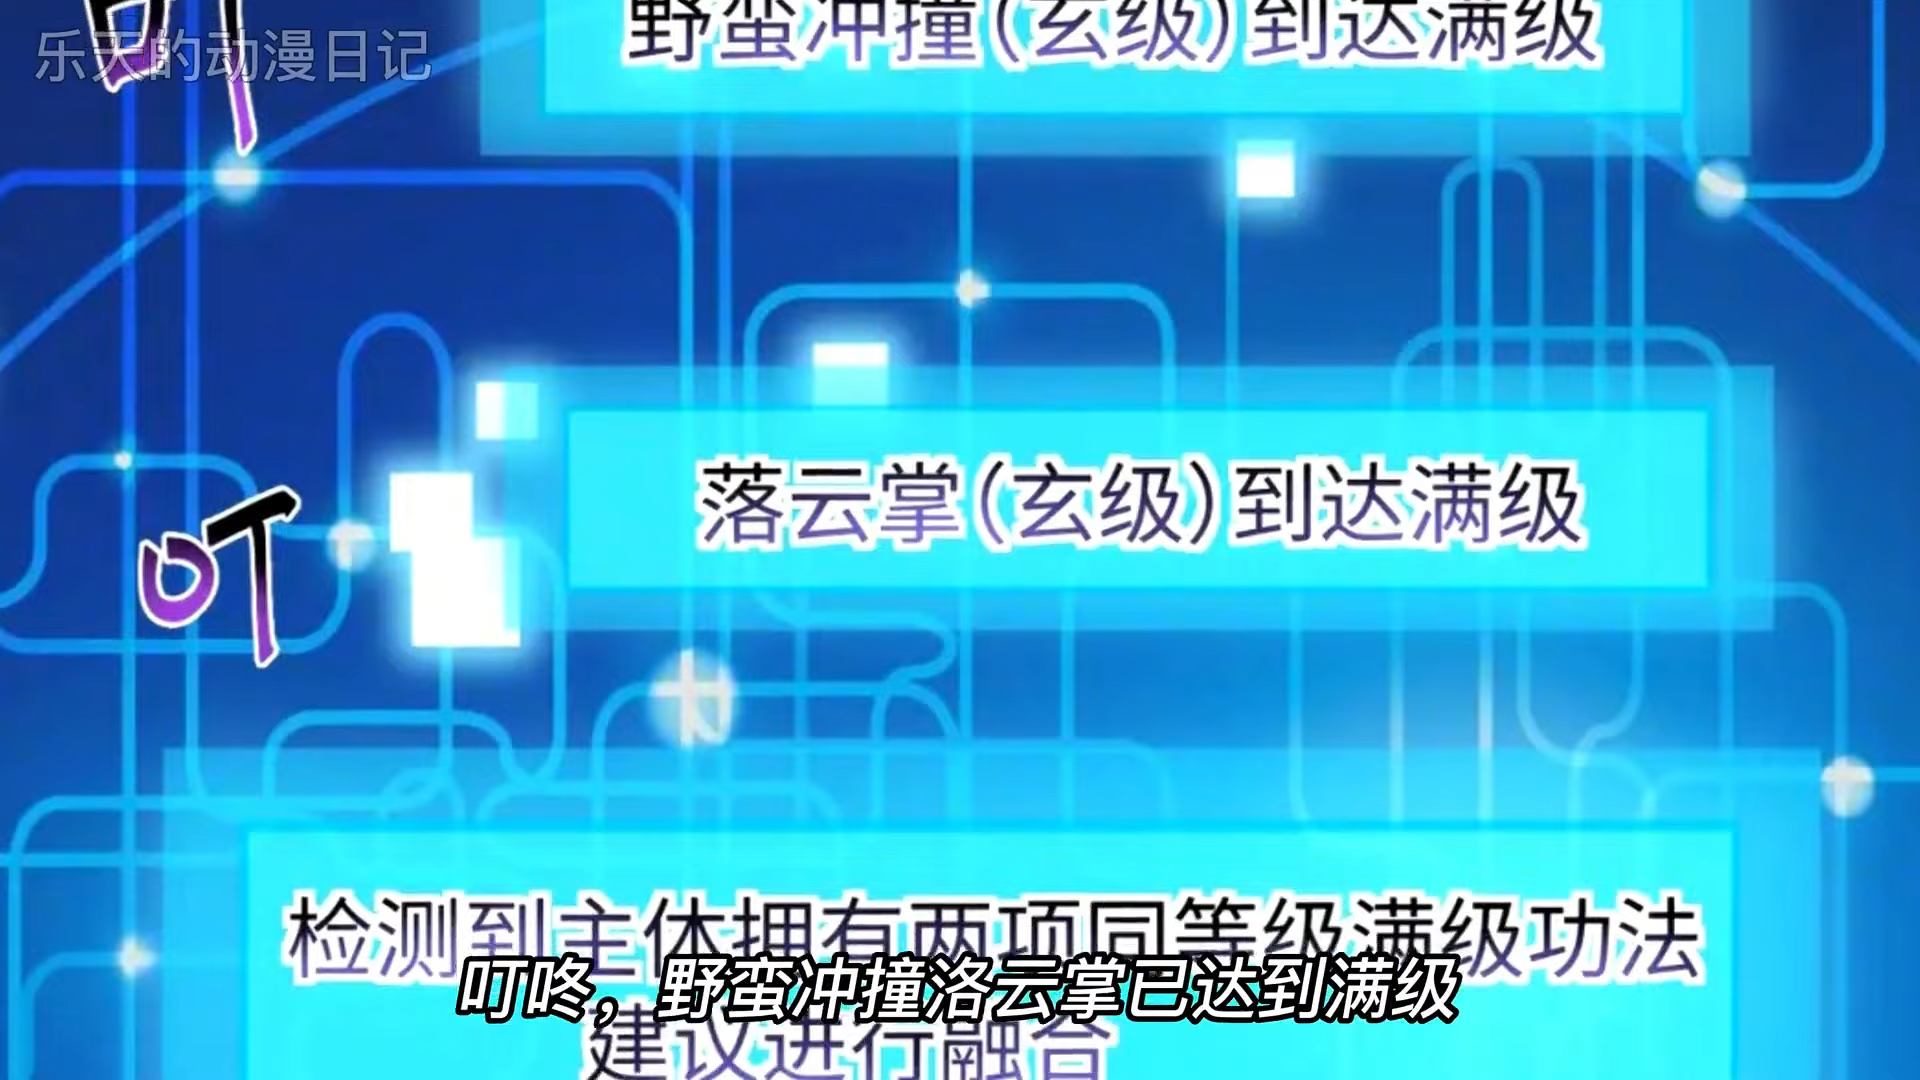 野蛮冲撞(玄级)到达满级
乐天的动漫日记
叮
落云掌(玄级)到达满级
叮
检测到主体拥有两项同等级满级功法
叮咚，野蛮冲撞洛云掌已达到满级
建议进行融合